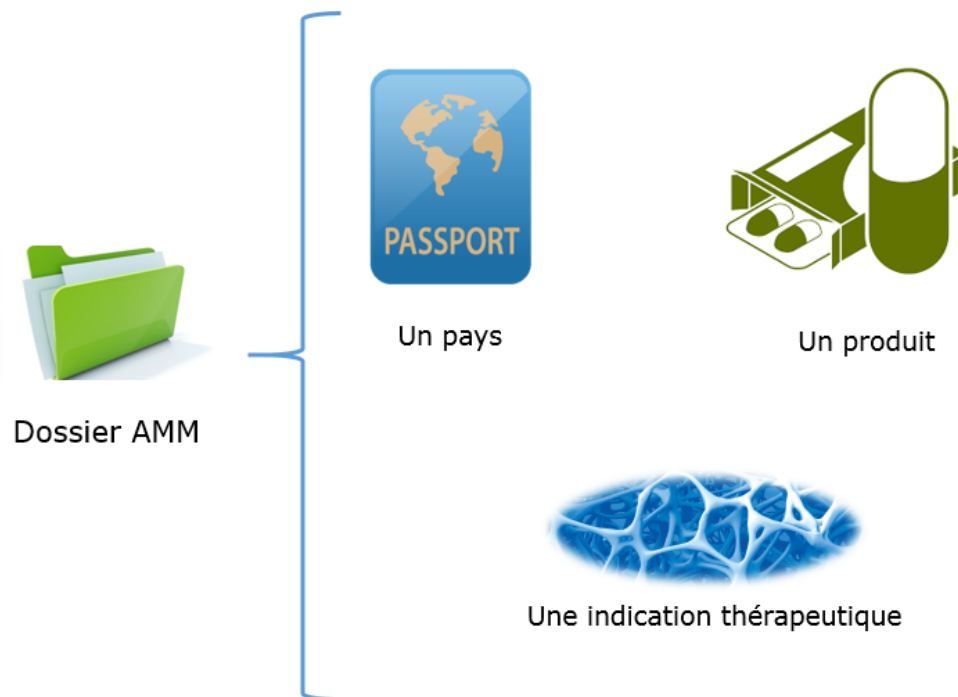 PASSPORT
Un pays
Un produit
Dossier AMM
Une indication thérapeutique